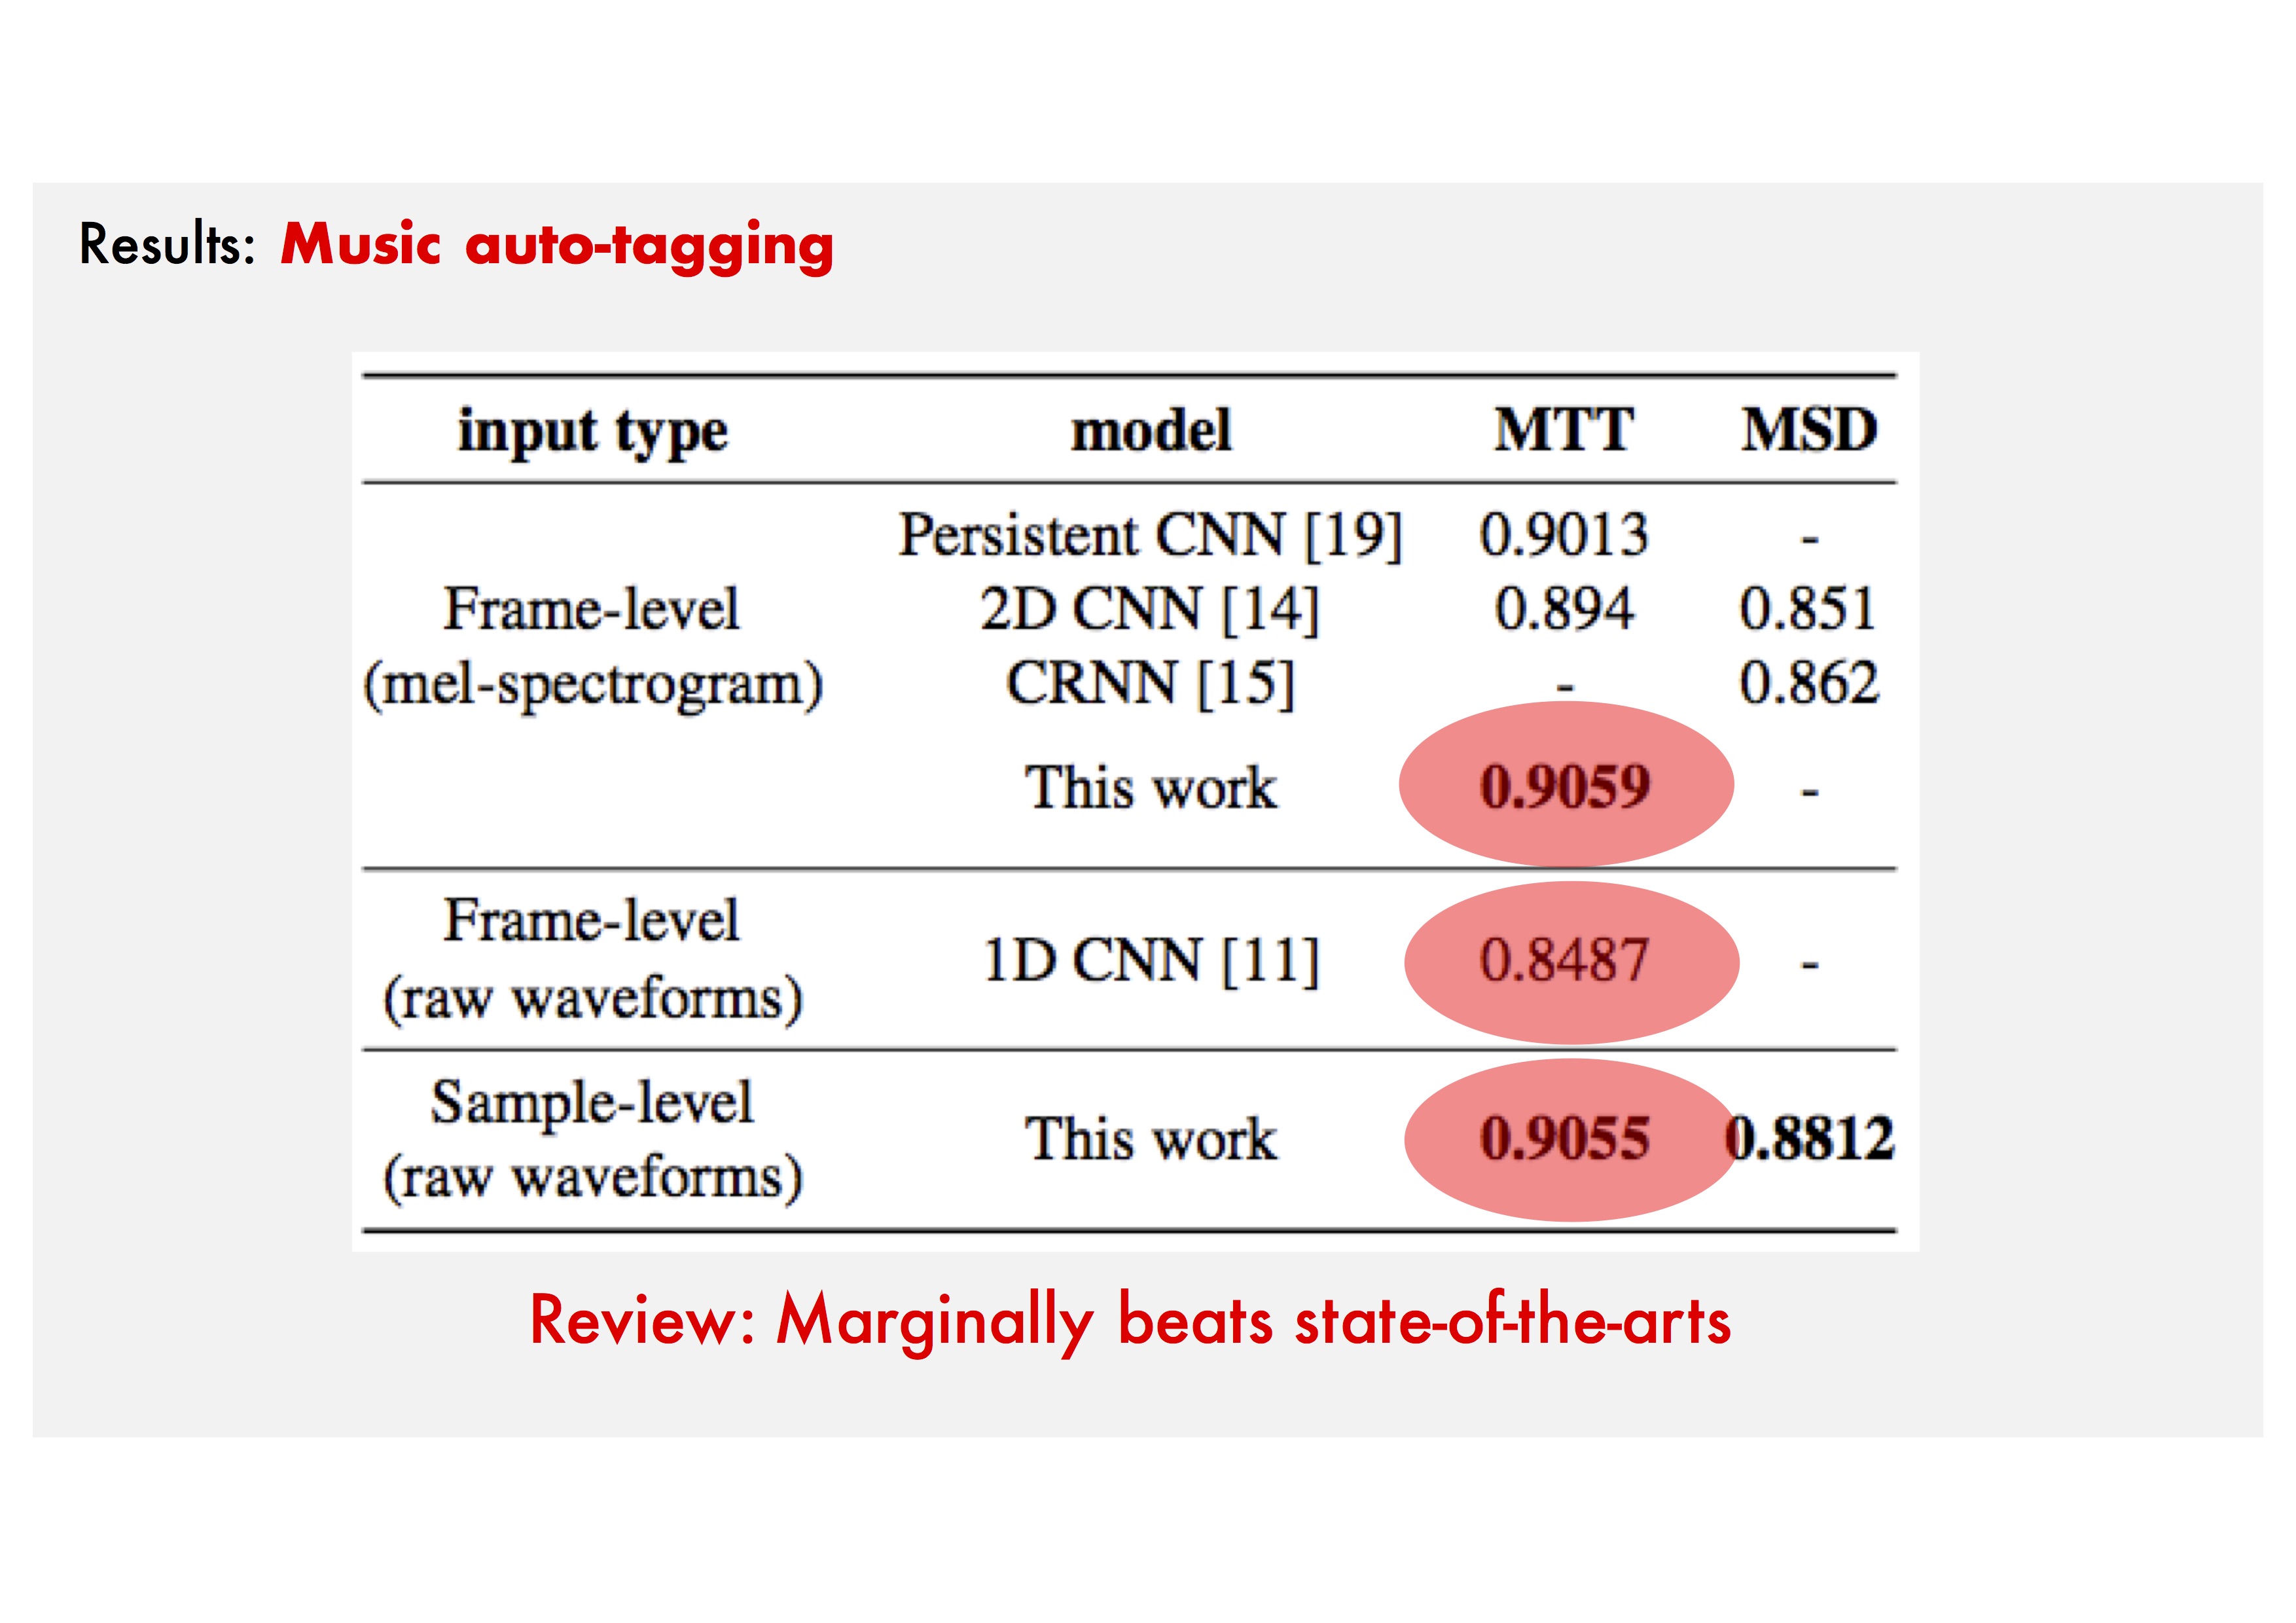 Results: Music auto-tagging
input type model MTT MSD
Persistent CNN [19] 0.9013 -
Frame-level 2D CNN [14] 0.894 0.851
(mel-spectrogram) CRNN [15] - 0.862
This work 0.9059 -
Frame-level
1D CNN [11] 0.8487 -
(raw waveforms)
Sample-level
This work 0.9055 0.8812
(raw waveforms)
Review: Marginally beats state-of-the-arts